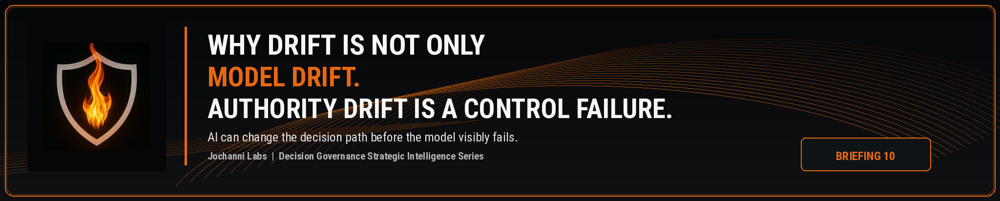 WHY DRIFT IS NOT ONLY
MODEL DRIFT.
AUTHORITY DRIFT IS A CONTROL FAILURE.
AI can change the decision path before the model visibly fails.
Jochanni Labs | Decision Governance Strategic Intelligence Series
BRIEFING 10